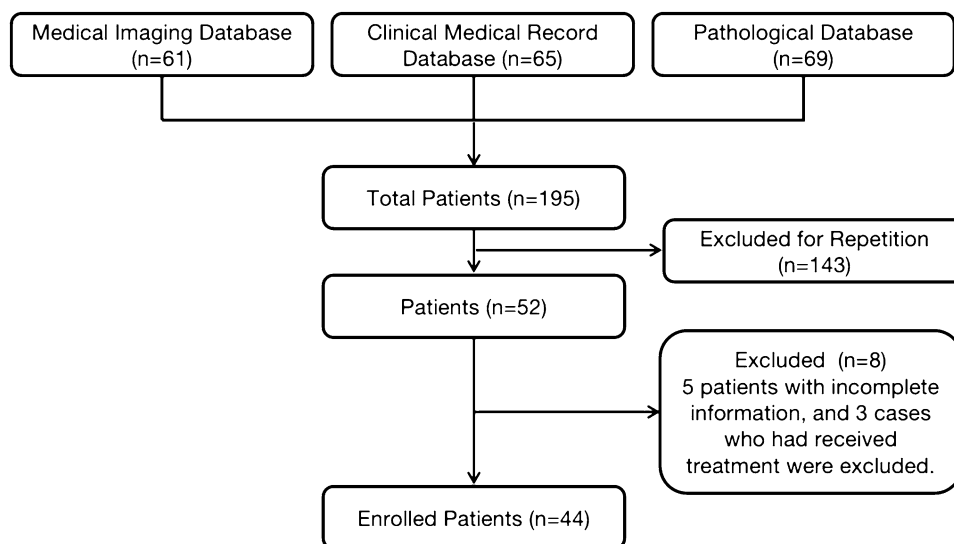 Medical Imaging Database
(n=61)
Clinical Medical Record
Database (n=65)
Pathological Database
(n=69)
Total Patients (n=195)
Excluded for Repetition
(n=143)
Patients (n=52)
Excluded (n=8)
5 patients with incomplete
information, and 3 cases
who had received
treatment were excluded.
Enrolled Patients (n=44)